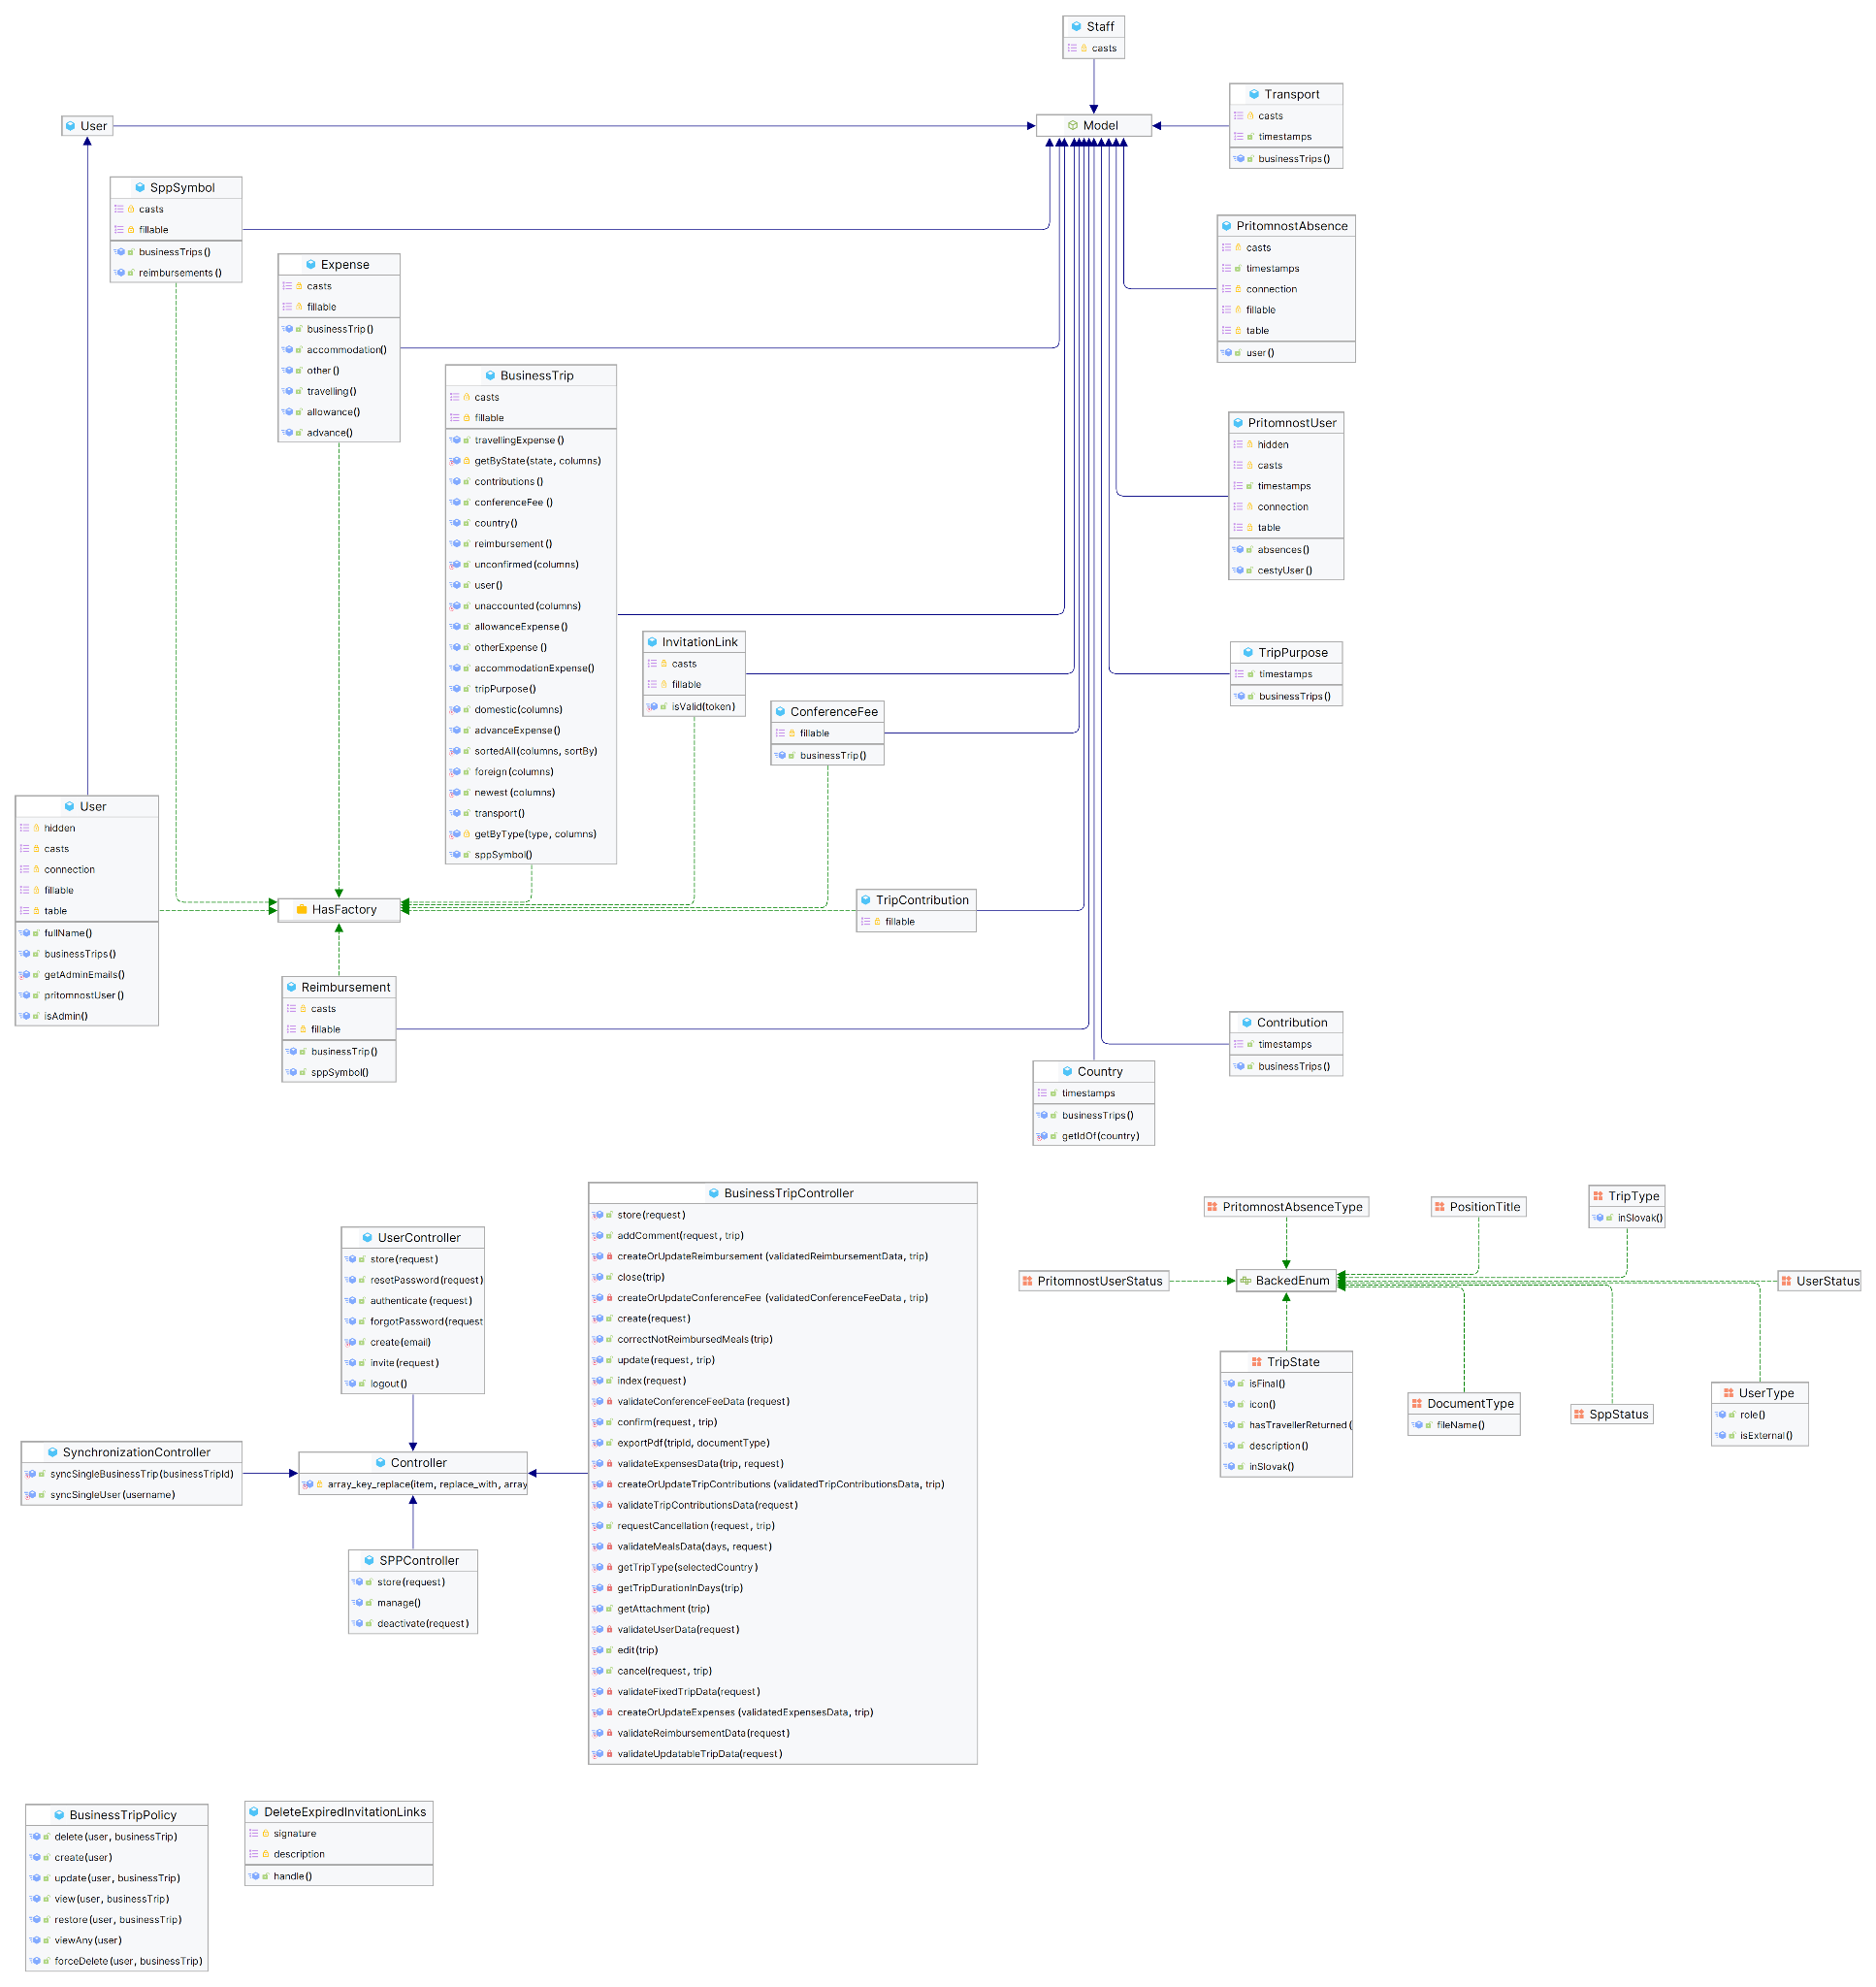 Staff
casts
Transport
casts
timestamps
businessTrips()
User
Model
SppSymbol
casts
fillable
businessTrips()
reimbursements()
PritomnostAbsence
casts
timestamps
connection
fillable
table
user()
Expense
casts
fillable
businessTrip()
accommodation()
other()
travelling()
allowance()
advance()
BusinessTrip
casts
fillable
travellingExpense()
getByState(state, columns)
contributions()
conferenceFee()
country()
reimbursement()
unconfirmed(columns)
user()
unaccounted(columns)
allowanceExpense()
otherExpense()
accommodationExpense()
tripPurpose()
domestic(columns)
advanceExpense()
sortedAll(columns, sortBy)
foreign(columns)
newest(columns)
transport()
getByType(type, columns)
sppSymbol()
PritomnostUser
hidden
casts
timestamps
connection
table
absences()
cestyUser()
InvitationLink
casts
fillable
isValid(token)
TripPurpose
timestamps
businessTrips()
ConferenceFee
fillable
businessTrip()
User
hidden
casts
connection
fillable
table
fullName()
businessTrips()
getAdminEmails()
pritomnostUser()
isAdmin()
HasFactory
TripContribution
fillable
Reimbursement
casts
fillable
businessTrip()
sppSymbol()
Contribution
timestamps
businessTrips()
Country
timestamps
businessTrips()
getIdOf(country)
BusinessTripController
store(request)
addComment(request, trip)
createOrUpdateReimbursement(validatedReimbursementData, trip)
close(trip)
createOrUpdateConferenceFee(validatedConferenceFeeData, trip)
create(request)
correctNotReimbursedMeals(trip)
update(request, trip)
index(request)
validateConferenceFeeData(request)
confirm(request, trip)
exportPdf(tripId, documentType)
validateExpensesData(trip, request)
createOrUpdateTripContributions(validatedTripContributionsData, trip)
validateTripContributionsData(request)
requestCancellation(request, trip)
validateMealsData(days, request)
getTripType(selectedCountry)
getTripDurationInDays(trip)
getAttachment(trip)
validateUserData(request)
edit(trip)
cancel(request, trip)
validateFixedTripData(request)
createOrUpdateExpenses(validatedExpensesData, trip)
validateReimbursementData(request)
validateUpdatableTripData(request)
UserController
store(request)
resetPassword(request)
authenticate(request)
forgotPassword(request
create(email)
invite(request)
logout()
SynchronizationController
syncSingleBusinessTrip(businessTripId)
syncSingleUser(username)
Controller
array_key_replace(item, replace_with, array
SPPController
store(request)
manage()
deactivate(request)
PritomnostAbsenceType
PositionTitle
TripType
inSlovak()
PritomnostUserStatus
BackedEnum
UserStatus
TripState
isFinal()
icon()
hasTravellerReturned(
description()
inSlovak()
DocumentType
fileName()
SppStatus
UserType
role()
isExternal()
BusinessTripPolicy
delete(user, businessTrip)
create(user)
update(user, businessTrip)
view(user, businessTrip)
restore(user, businessTrip)
viewAny(user)
forceDelete(user, businessTrip)
DeleteExpiredInvitationLinks
signature
description
handle()